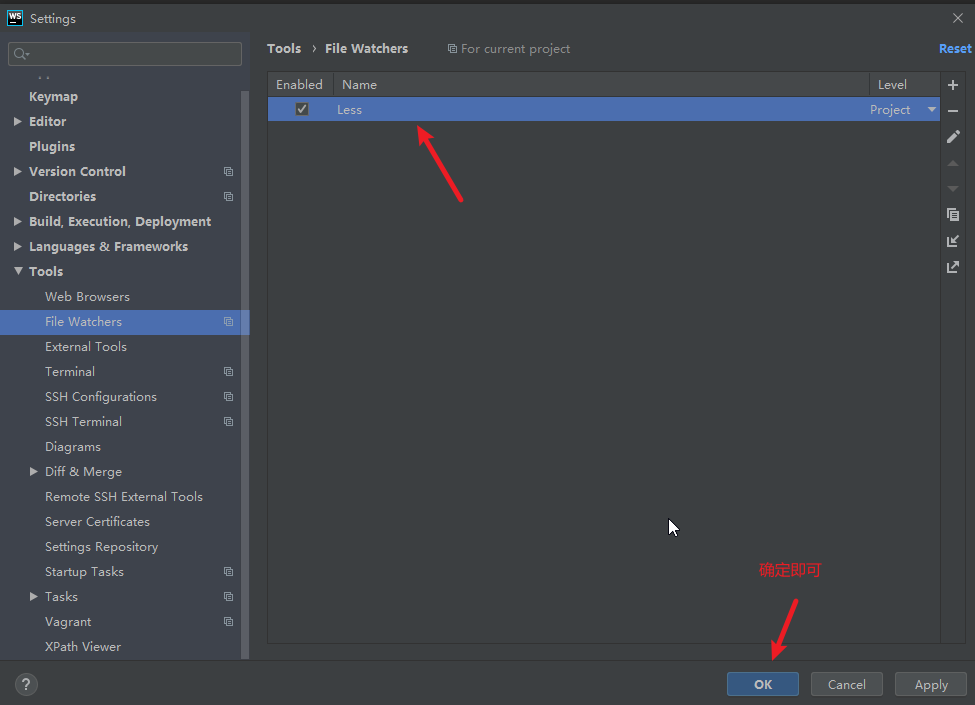 WS Settings
Tools › File Watchers For current project Reset
Keymap
Editor
Plugins
Version Control
Directories
Build, Execution, Deployment
Languages & Frameworks
Tools
Web Browsers
File Watchers
External Tools
Terminal
SSH Configurations
SSH Terminal
Diagrams
Diff & Merge
Remote SSH External Tools
Server Certificates
Settings Repository
Startup Tasks
Tasks
Vagrant
XPath Viewer
Enabled Name Level
Less Project
确定即可
? OK Cancel Apply